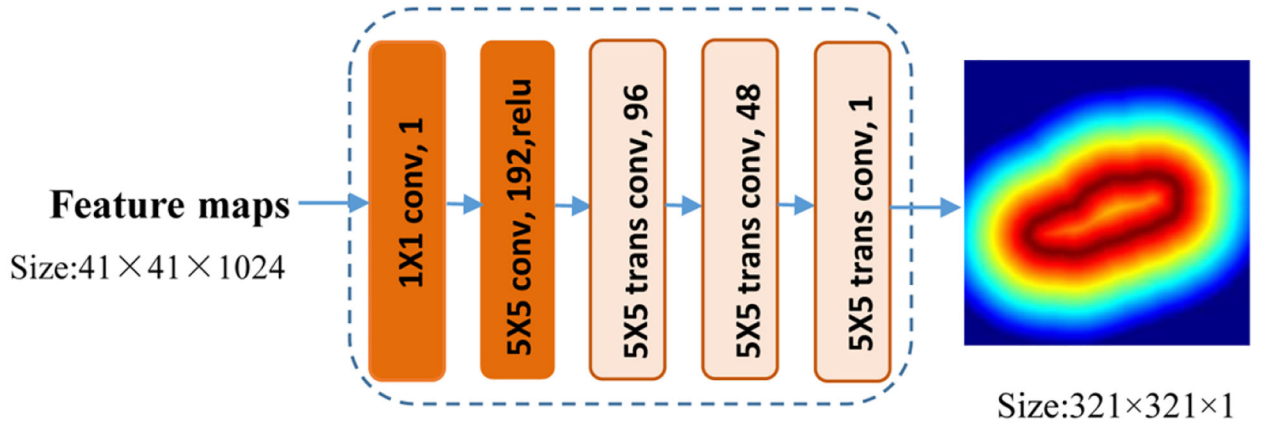 Feature maps
Size:41×41×1024
1X1 conv, 1
5X5 conv, 192,relu
5X5 trans conv, 96
5X5 trans conv, 48
5X5 trans conv, 1
Size:321×321×1